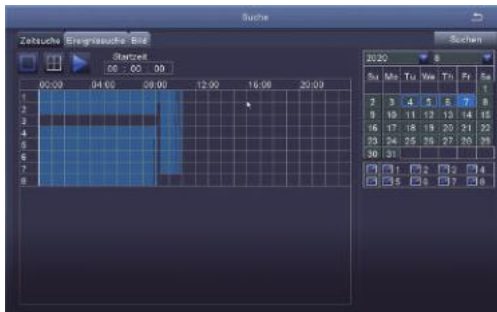 Suche
Zeitsuche Ereignissuche Bild
Suchen
Startzeit
00 : 00 00
2020 8
00:00 04:00 08:00 12:00 16:00 20:00
1
2
3
4
5
6
7
8
Su Mo Tu We Th Fr Sa
1
2 3 4 5 6 7 8
9 10 11 12 13 14 15
16 17 18 19 20 21 22
23 24 25 26 27 28 29
30 31
1 2 3 4
5 6 7 8